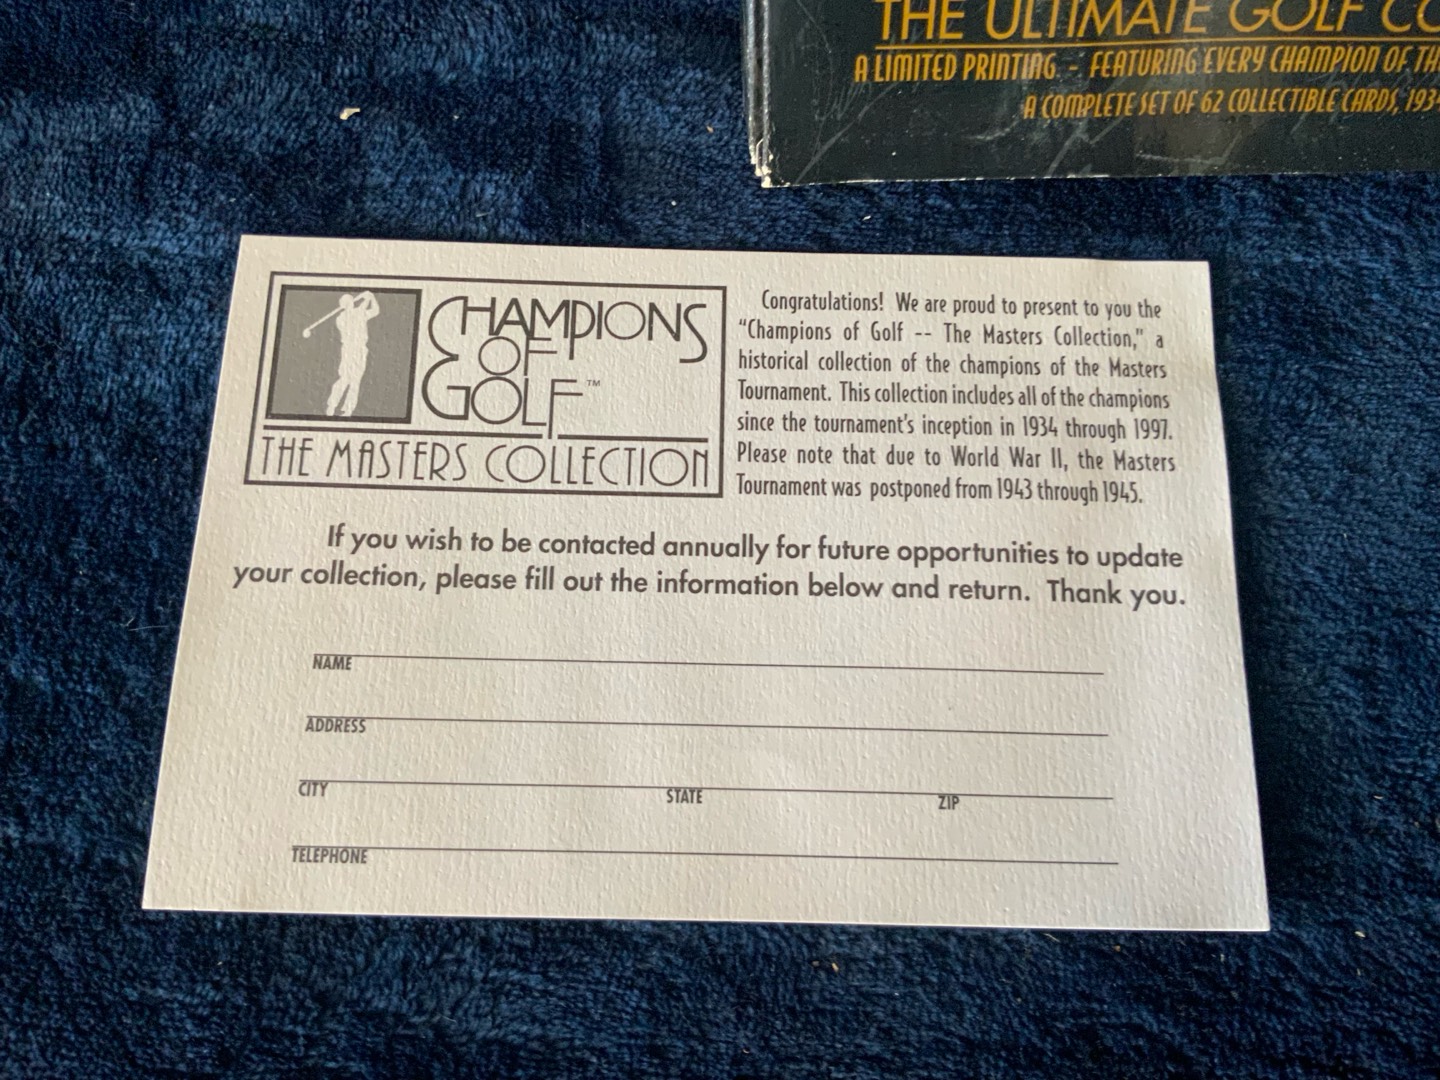 THE ULTIMATE GOLF
A LIMITED PRINTING - FEATURING EVERY CHAMPION OF
A COMPLETE SET OF 62 COLLECTIBLE CARDS, 1934
CHAMPIONS
OF
GOLF™
THE MASTERS COLLECTION
Congratulations! We are proud to present to you the
"Champions of Golf -- The Masters Collection," a
historical collection of the champions of the Masters
Tournament. This collection includes all of the champions
since the tournament's inception in 1934 through 1997.
Please note that due to World War II, the Masters
Tournament was postponed from 1943 through 1945.
If you wish to be contacted annually for future opportunities to update
your collection, please fill out the information below and return. Thank you.
NAME
ADDRESS
CITY STATE ZIP
TELEPHONE